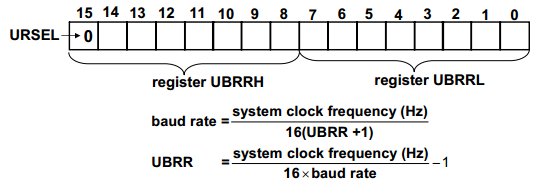 15 14 13 12 11 10 9 8 7 6 5 4 3 2 1 0
URSEL → 0
register UBRRH register UBRRL
baud rate = system clock frequency (Hz) / 16(UBRR +1)
UBRR = system clock frequency (Hz) / 16 × baud rate − 1